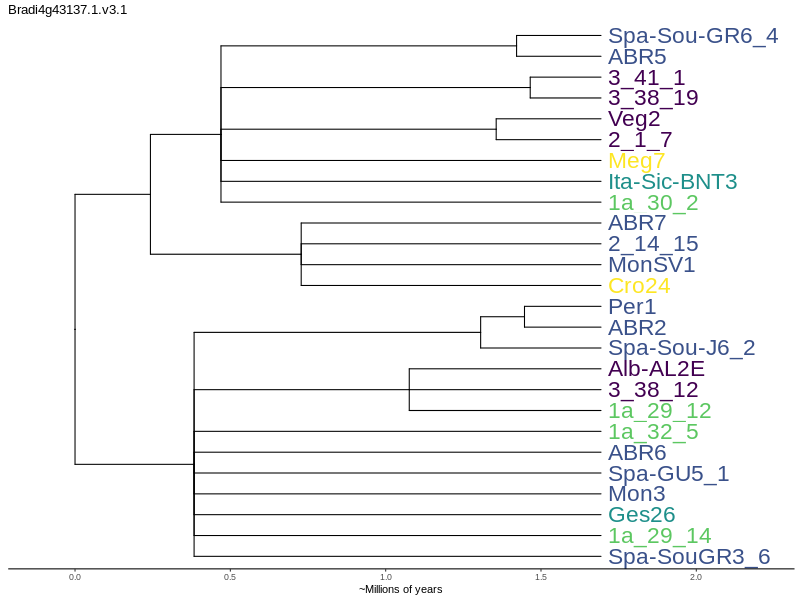 Bradi4g43137.1.v3.1
Spa-Sou-GR6_4
ABR5
3_41_1
3_38_19
Veg2
2_1_7
Meg7
Ita-Sic-BNT3
1a_30_2
ABR7
2_14_15
MonSV1
Cro24
Per1
ABR2
Spa-Sou-J6_2
Alb-AL2E
3_38_12
1a_29_12
1a_32_5
ABR6
Spa-GU5_1
Mon3
Ges26
1a_29_14
Spa-SouGR3_6
0.0 0.5 1.0 1.5 2.0
~Millions of years